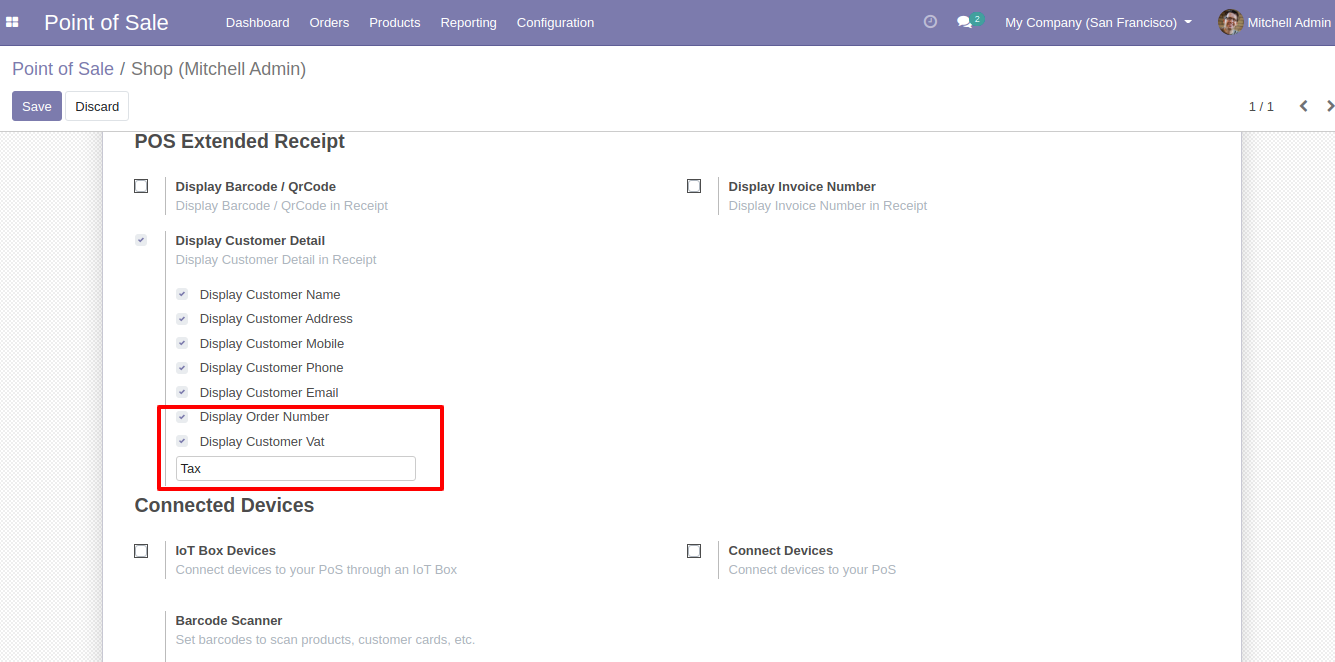 Point of Sale Dashboard Orders Products Reporting Configuration 2 My Company (San Francisco) Mitchell Admin
Point of Sale / Shop (Mitchell Admin)
Save Discard 1 / 1
POS Extended Receipt
Display Barcode / QrCode
Display Barcode / QrCode in Receipt
Display Invoice Number
Display Invoice Number in Receipt
Display Customer Detail
Display Customer Detail in Receipt
Display Customer Name
Display Customer Address
Display Customer Mobile
Display Customer Phone
Display Customer Email
Display Order Number
Display Customer Vat
Tax
Connected Devices
IoT Box Devices
Connect devices to your PoS through an IoT Box
Connect Devices
Connect devices to your PoS
Barcode Scanner
Set barcodes to scan products, customer cards, etc.